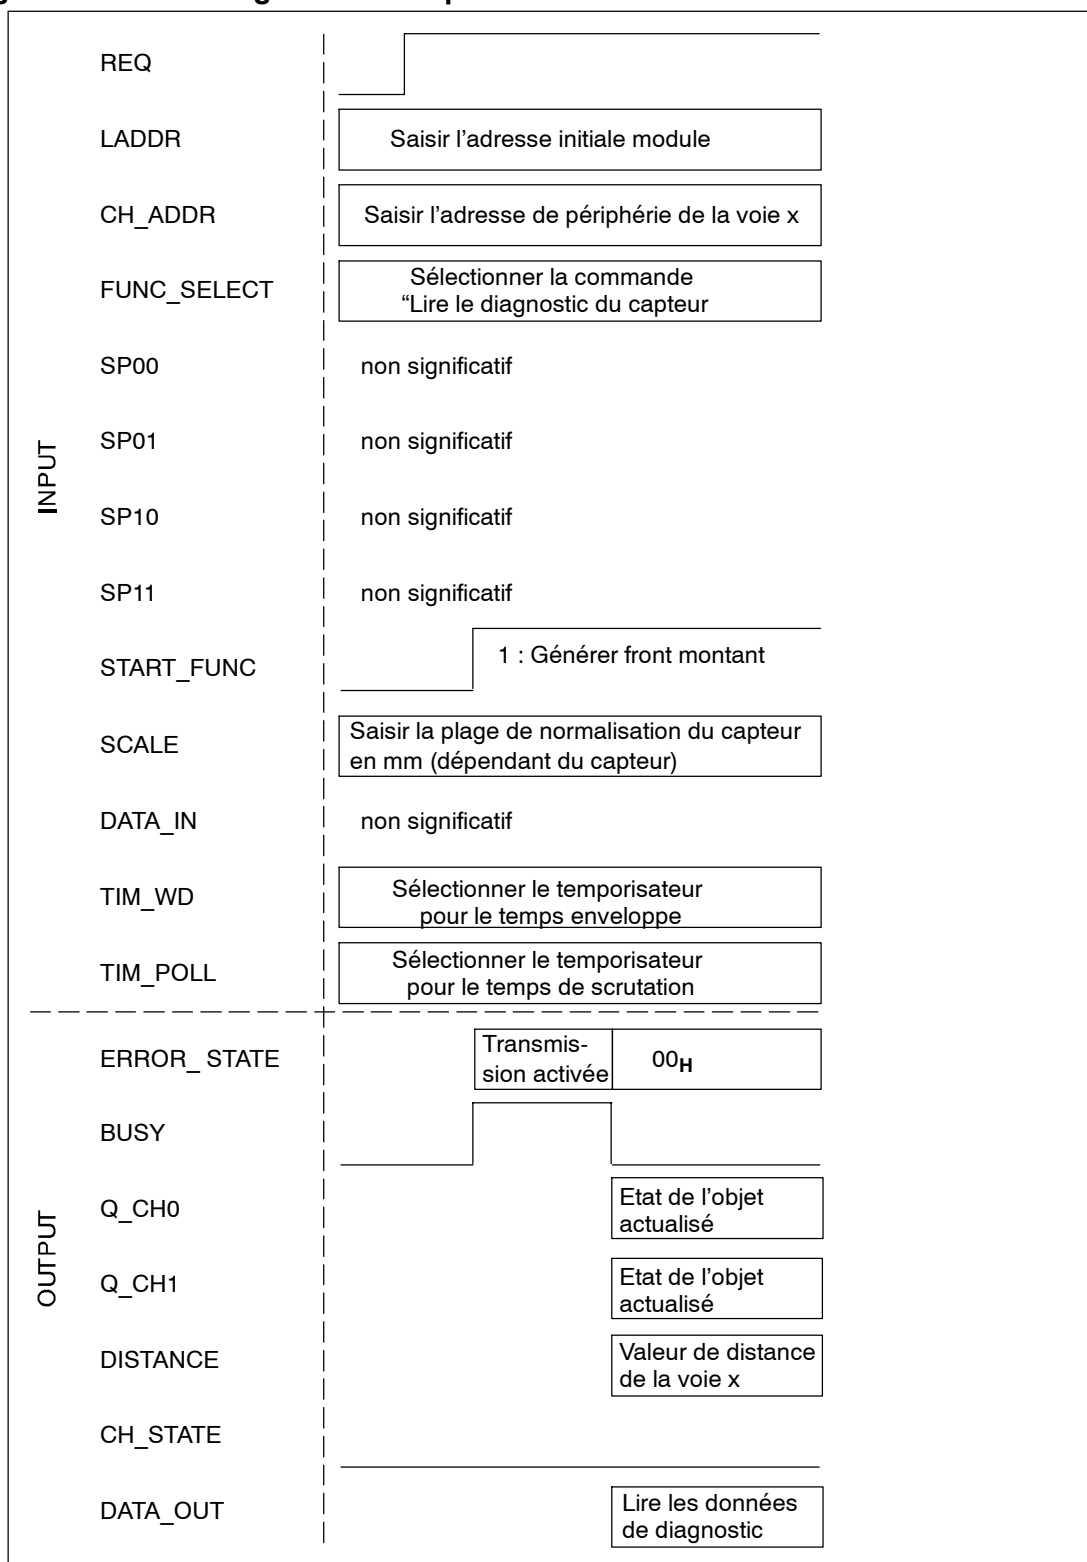 REQ
LADDR Saisir l’adresse initiale module
CH_ADDR Saisir l’adresse de périphérie de la voie x
FUNC_SELECT Sélectionner la commande
“Lire le diagnostic du capteur
SP00 non significatif
SP01 non significatif
INPUT
SP10 non significatif
SP11 non significatif
START_FUNC 1 : Générer front montant
SCALE Saisir la plage de normalisation du capteur
en mm (dépendant du capteur)
DATA_IN non significatif
TIM_WD Sélectionner le temporisateur
pour le temps enveloppe
TIM_POLL Sélectionner le temporisateur
pour le temps de scrutation
ERROR_ STATE Transmis-
sion activée 00H
BUSY
Q_CH0 Etat de l’objet
actualisé
OUTPUT
Q_CH1 Etat de l’objet
actualisé
DISTANCE Valeur de distance
de la voie x
CH_STATE
DATA_OUT Lire les données
de diagnostic